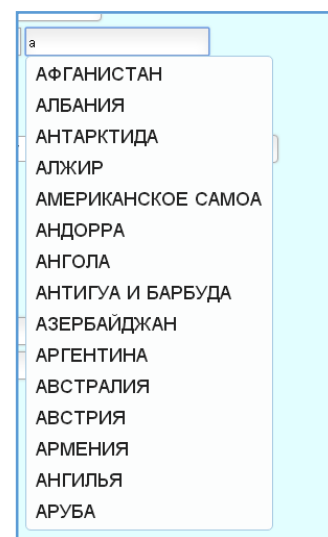 а
АФГАНИСТАН
АЛБАНИЯ
АНТАРКТИДА
АЛЖИР
АМЕРИКАНСКОЕ САМОА
АНДОРРА
АНГОЛА
АНТИГУА И БАРБУДА
АЗЕРБАЙДЖАН
АРГЕНТИНА
АВСТРАЛИЯ
АВСТРИЯ
АРМЕНИЯ
АНГИЛЬЯ
АРУБА